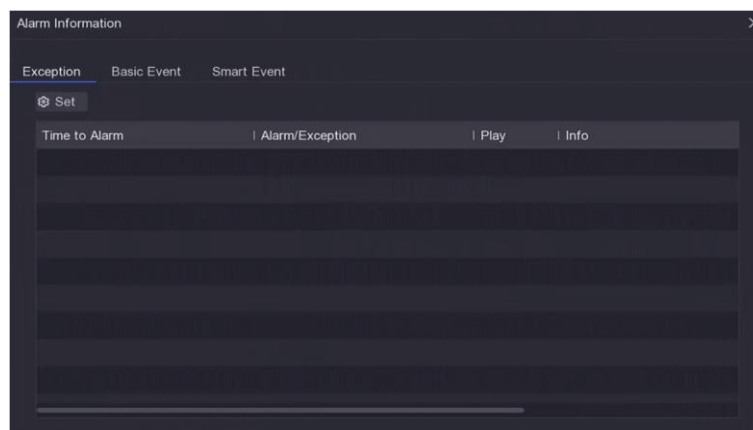 Alarm Information
Exception Basic Event Smart Event
Set
Time to Alarm Alarm/Exception Play Info